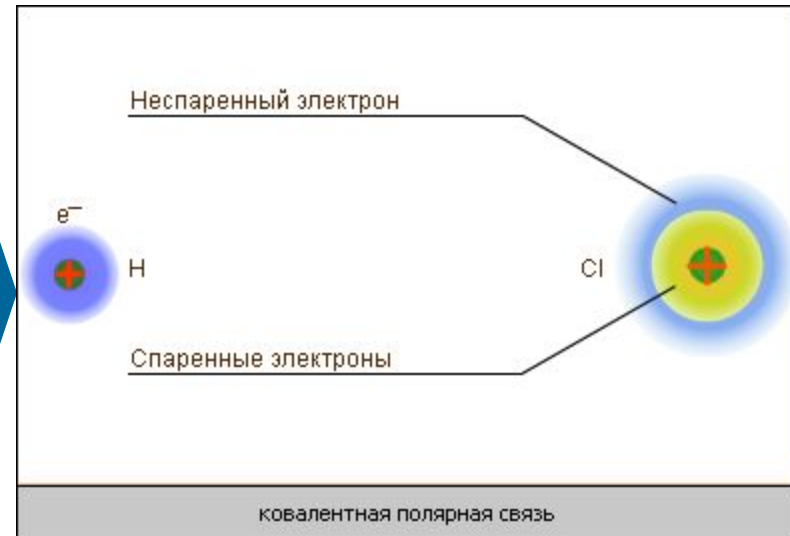 Неспаренный электрон
e⁻
H
Cl
Спаренные электроны
ковалентная полярная связь